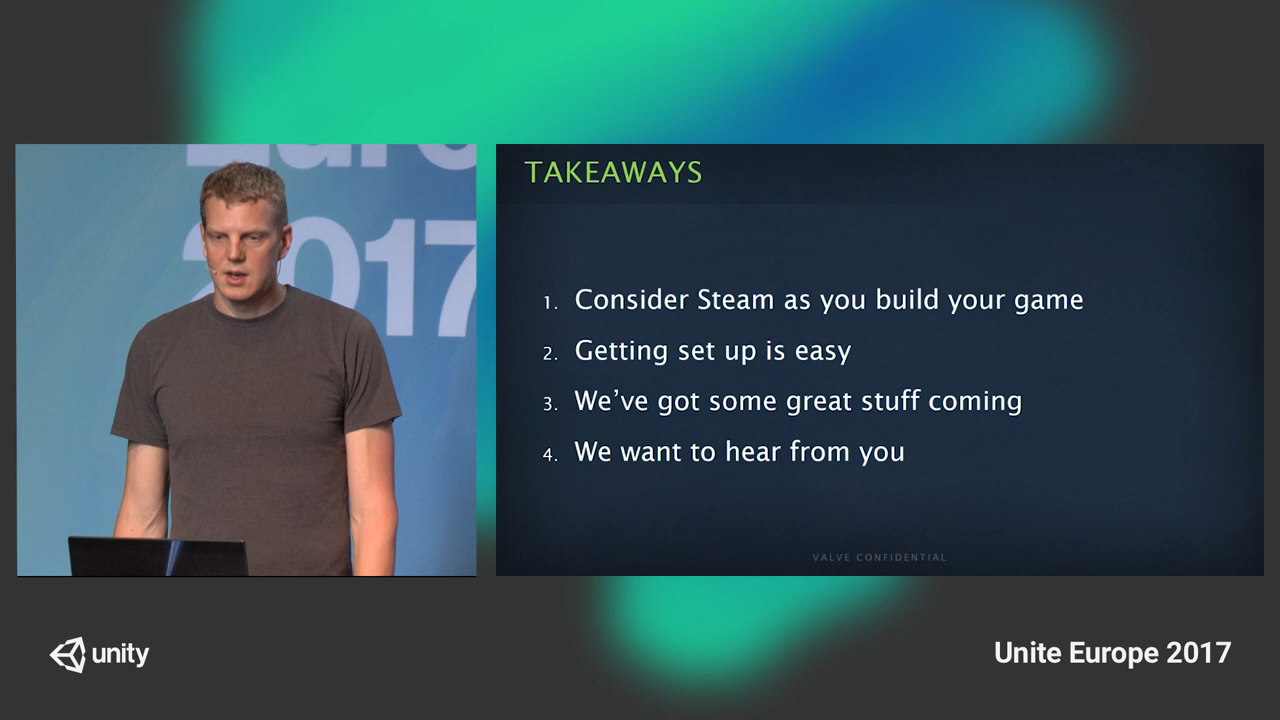 Euro
2017
TAKEAWAYS
1. Consider Steam as you build your game
2. Getting set up is easy
3. We’ve got some great stuff coming
4. We want to hear from you
VALVE CONFIDENTIAL
unity
Unite Europe 2017